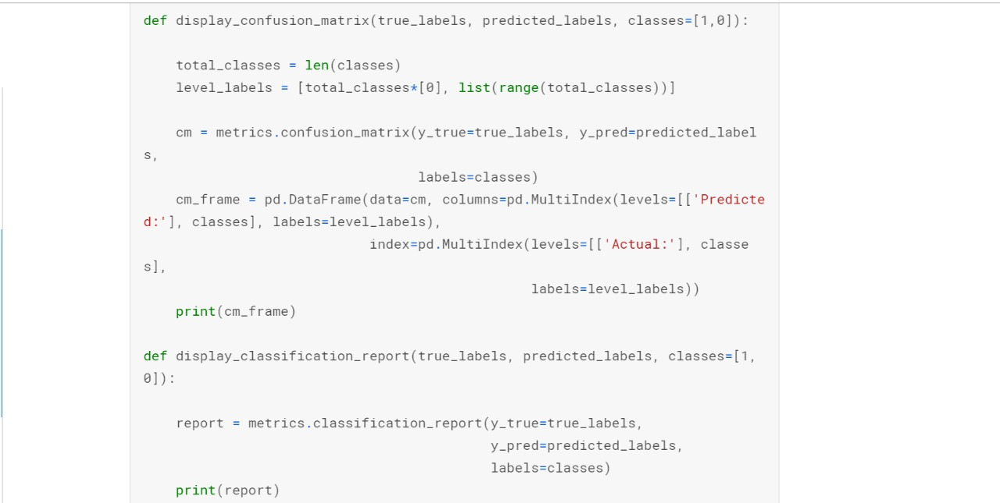 def display_confusion_matrix(true_labels, predicted_labels, classes=[1,0]):
    total_classes = len(classes)
    level_labels = [total_classes*[0], list(range(total_classes))]
    cm = metrics.confusion_matrix(y_true=true_labels, y_pred=predicted_label
s,
                                  labels=classes)
    cm_frame = pd.DataFrame(data=cm, columns=pd.MultiIndex(levels=[['Predicte
d:'], classes], labels=level_labels),
                            index=pd.MultiIndex(levels=[['Actual:'], classe
s],
                                                labels=level_labels))
    print(cm_frame)
def display_classification_report(true_labels, predicted_labels, classes=[1,
0]):
    report = metrics.classification_report(y_true=true_labels,
                                           y_pred=predicted_labels,
                                           labels=classes)
    print(report)